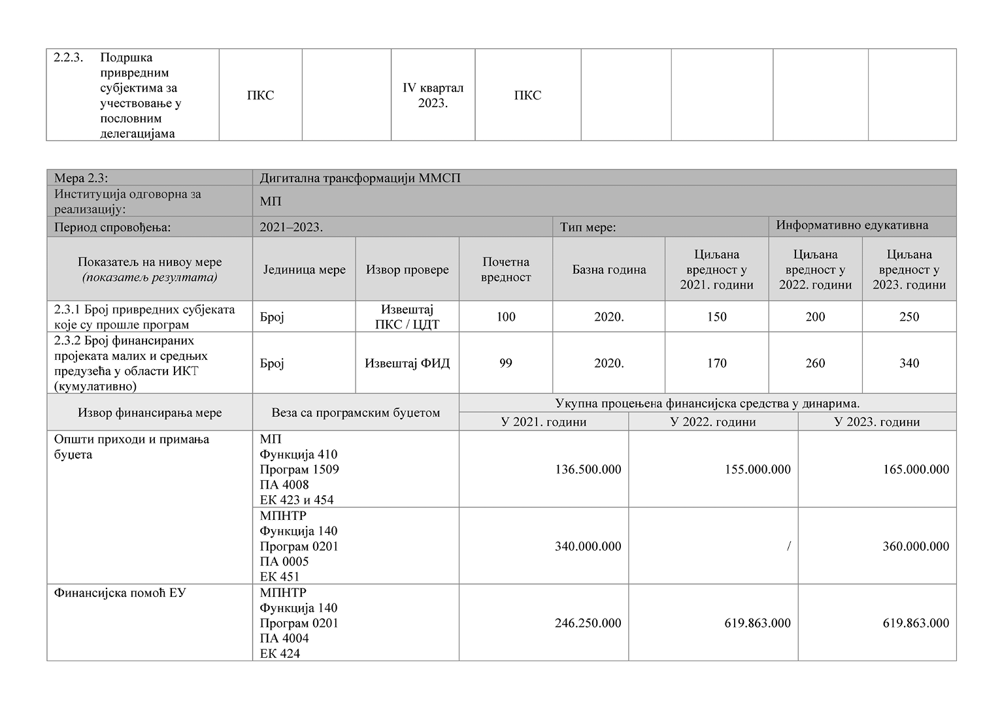 2.2.3. Подршка
привредним
субјектима за
учествовање у
пословним
делегацијама
ПКС
IV квартал
2023.
ПКС
Мера 2.3:
Дигитална трансформацији ММСП
Институција одговорна за
реализацију:
МП
Период спровођења:
2021–2023.
Тип мере:
Информативно едукативна
Показатељ на нивоу мере
(показатељ резултата)
Јединица мере
Извор провере
Почетна
вредност
Базна година
Циљана
вредност у
2021. години
Циљана
вредност у
2022. години
Циљана
вредност у
2023. години
2.3.1 Број привредних субјеката
које су прошле програм
Број
Извештај
ПКС / ЦДТ
100
2020.
150
200
250
2.3.2 Број финансираних
пројеката малих и средњих
предузећа у области ИКТ
(кумулативно)
Број
Извештај ФИД
99
2020.
170
260
340
Извор финансирања мере
Веза са програмским буџетом
Укупна процењена финансијска средства у динарима.
У 2021. години
У 2022. години
У 2023. години
Општи приходи и примања
буџета
МП
Функција 410
Програм 1509
ПА 4008
ЕК 423 и 454
136.500.000
155.000.000
165.000.000
МПНТР
Функција 140
Програм 0201
ПА 0005
ЕК 451
340.000.000
/
360.000.000
Финансијска помоћ ЕУ
МПНТР
Функција 140
Програм 0201
ПА 4004
ЕК 424
246.250.000
619.863.000
619.863.000